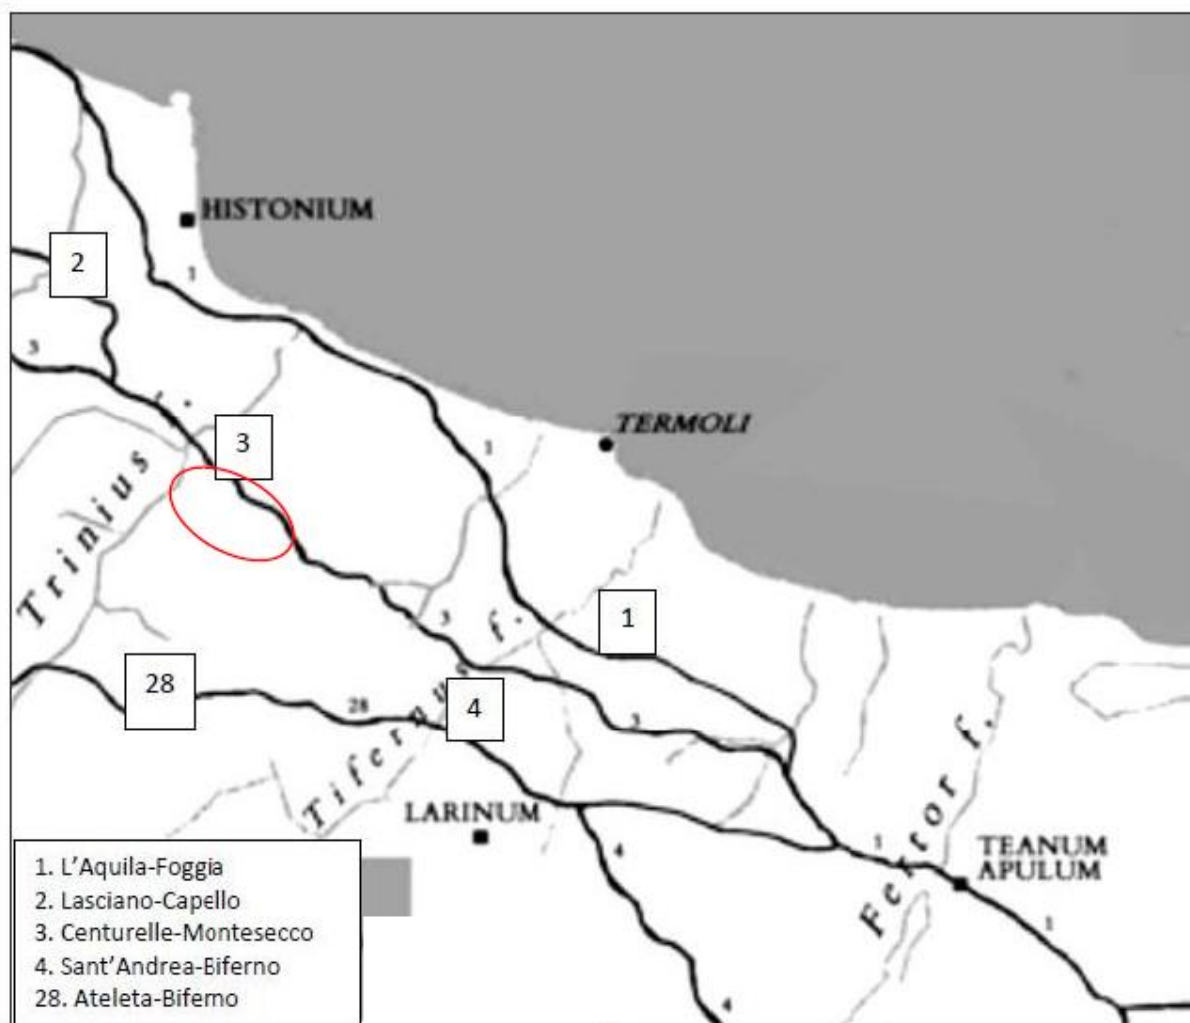 HISTONIUM
2
1
3
TERMOLI
3
1
Trinius
f.
3
f.
1
28
28
4
3
Tifernus
LARINUM
Fertor f.
TEANUM
APULUM
1
4
1
4
1. L'Aquila-Foggia
2. Lasciano-Capello
3. Centurelle-Montesecco
4. Sant'Andrea-Biferno
28. Ateleta-Biferno